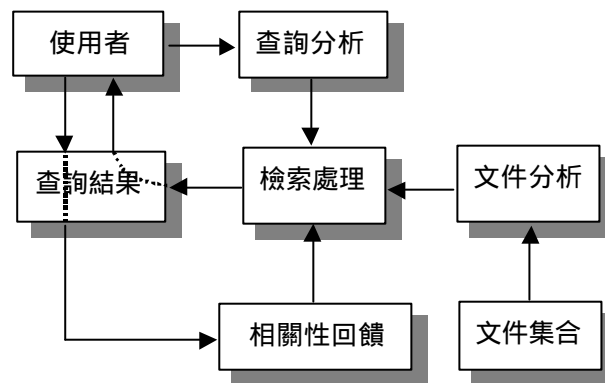 使用者
查詢分析
查詢結果
檢索處理
文件分析
相關性回饋
文件集合